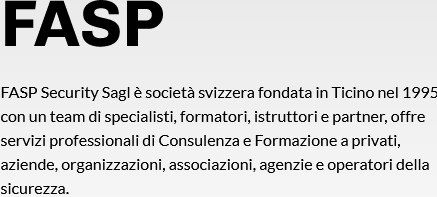 FASP
FASP Security Sagl è società svizzera fondata in Ticino nel 1995
con un team di specialisti, formatori, istruttori e partner, offre
servizi professionali di Consulenza e Formazione a privati,
aziende, organizzazioni, associazioni, agenzie e operatori della
sicurezza.